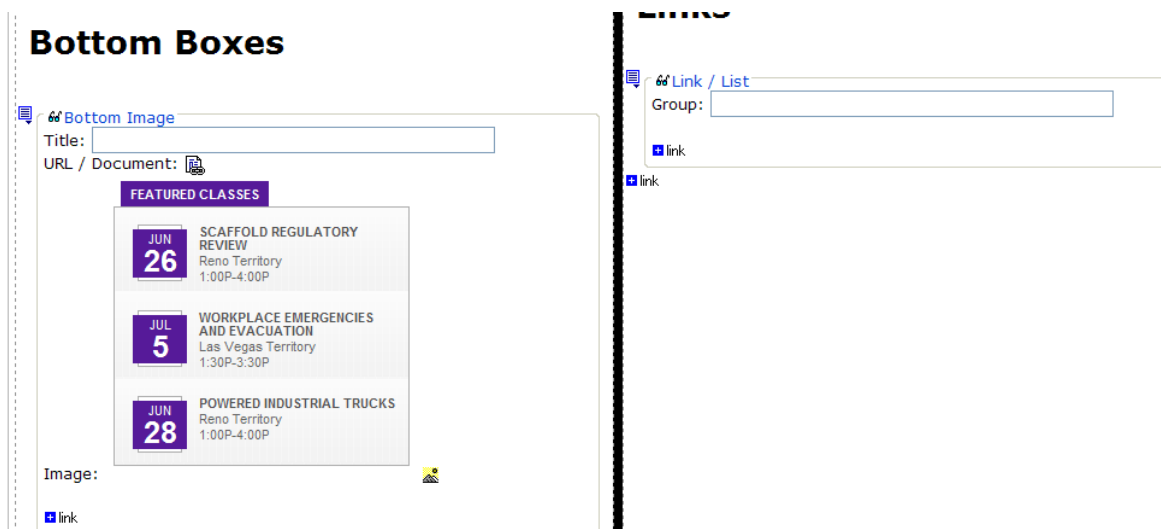 Bottom Boxes
Bottom Image
Title:
URL / Document:
FEATURED CLASSES
JUN
26
SCAFFOLD REGULATORY
REVIEW
Reno Territory
1:00P-4:00P
JUL
5
WORKPLACE EMERGENCIES
AND EVACUATION
Las Vegas Territory
1:30P-3:30P
JUN
28
POWERED INDUSTRIAL TRUCKS
Reno Territory
1:00P-4:00P
Image:
link
Links
Link / List
Group:
link
link